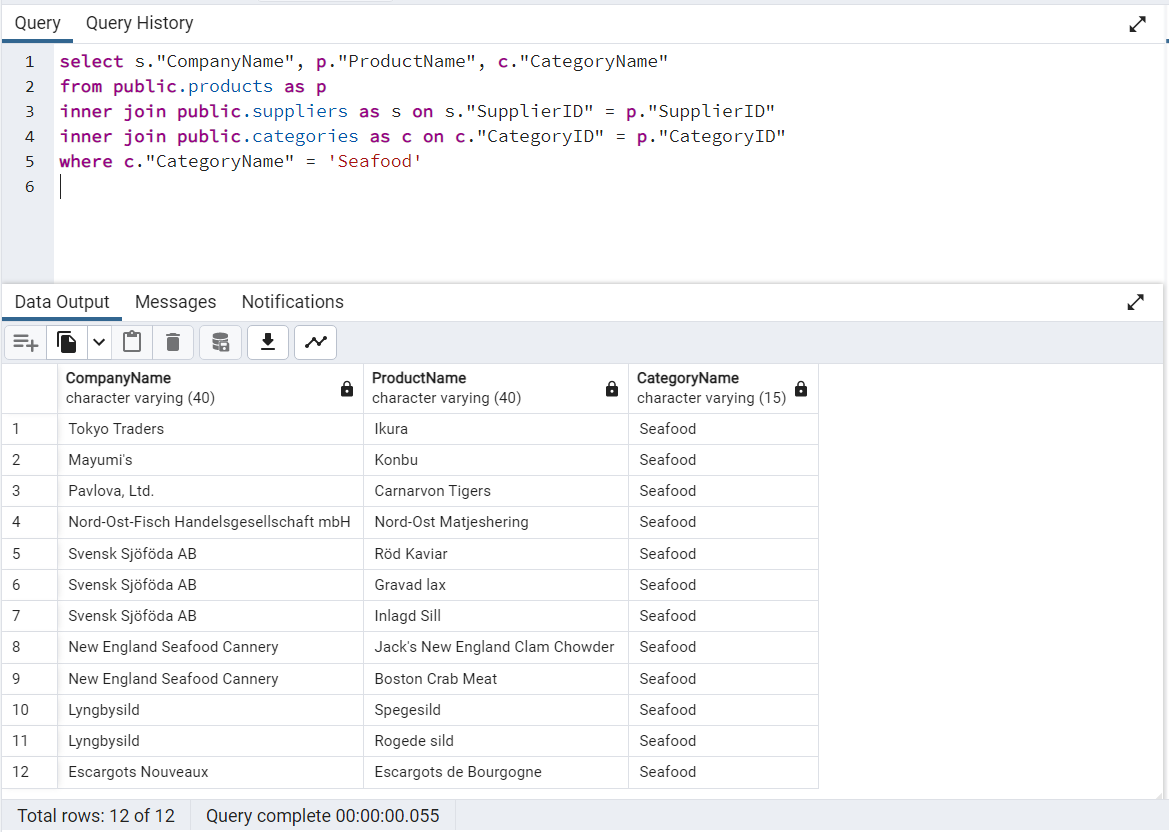 Query Query History
1 select s."CompanyName", p."ProductName", c."CategoryName"
2 from public.products as p
3 inner join public.suppliers as s on s."SupplierID" = p."SupplierID"
4 inner join public.categories as c on c."CategoryID" = p."CategoryID"
5 where c."CategoryName" = 'Seafood'
6
Data Output Messages Notifications
CompanyName ProductName CategoryName
character varying (40) character varying (40) character varying (15)
1 Tokyo Traders Ikura Seafood
2 Mayumi's Konbu Seafood
3 Pavlova, Ltd. Carnarvon Tigers Seafood
4 Nord-Ost-Fisch Handelsgesellschaft mbH Nord-Ost Matjeshering Seafood
5 Svensk Sjöföda AB Röd Kaviar Seafood
6 Svensk Sjöföda AB Gravad lax Seafood
7 Svensk Sjöföda AB Inlagd Sill Seafood
8 New England Seafood Cannery Jack's New England Clam Chowder Seafood
9 New England Seafood Cannery Boston Crab Meat Seafood
10 Lyngbysild Spegesild Seafood
11 Lyngbysild Rogede sild Seafood
12 Escargots Nouveaux Escargots de Bourgogne Seafood
Total rows: 12 of 12 Query complete 00:00:00.055